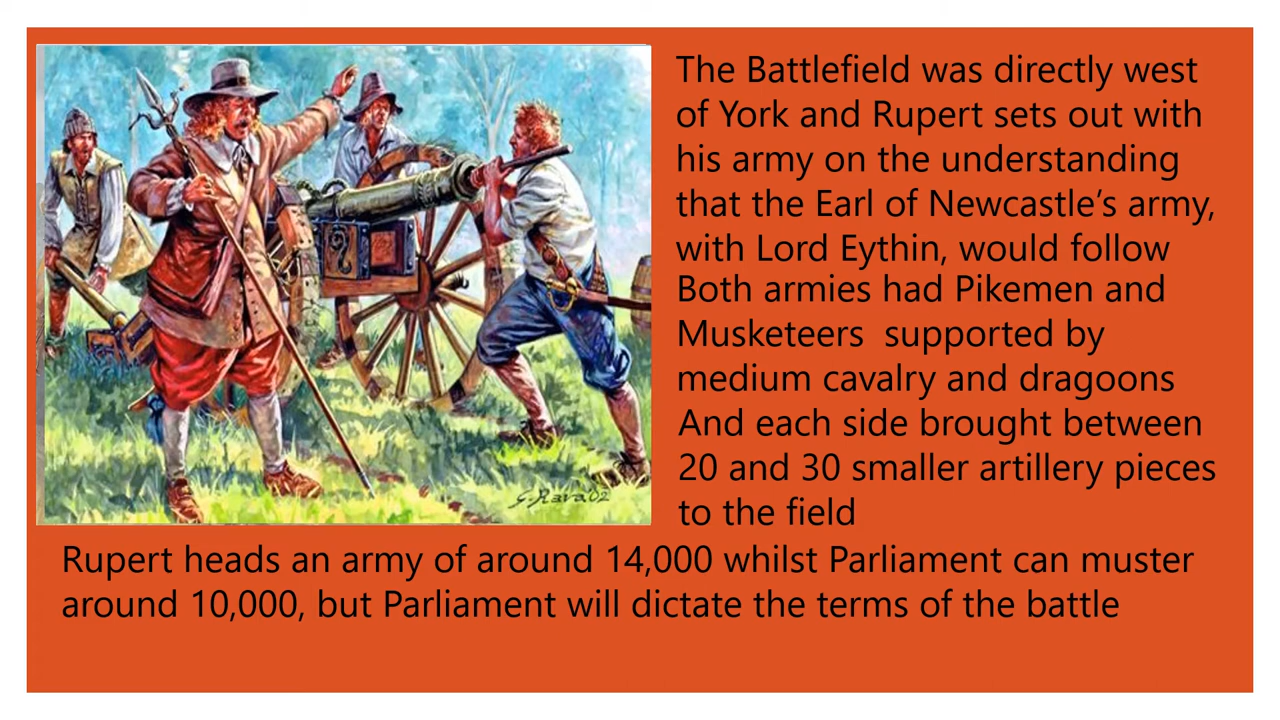 The Battlefield was directly west
of York and Rupert sets out with
his army on the understanding
that the Earl of Newcastle’s army,
with Lord Eythin, would follow
Both armies had Pikemen and
Musketeers  supported by
medium cavalry and dragoons
And each side brought between
20 and 30 smaller artillery pieces
to the field
G. Rava '02
Rupert heads an army of around 14,000 whilst Parliament can muster
around 10,000, but Parliament will dictate the terms of the battle